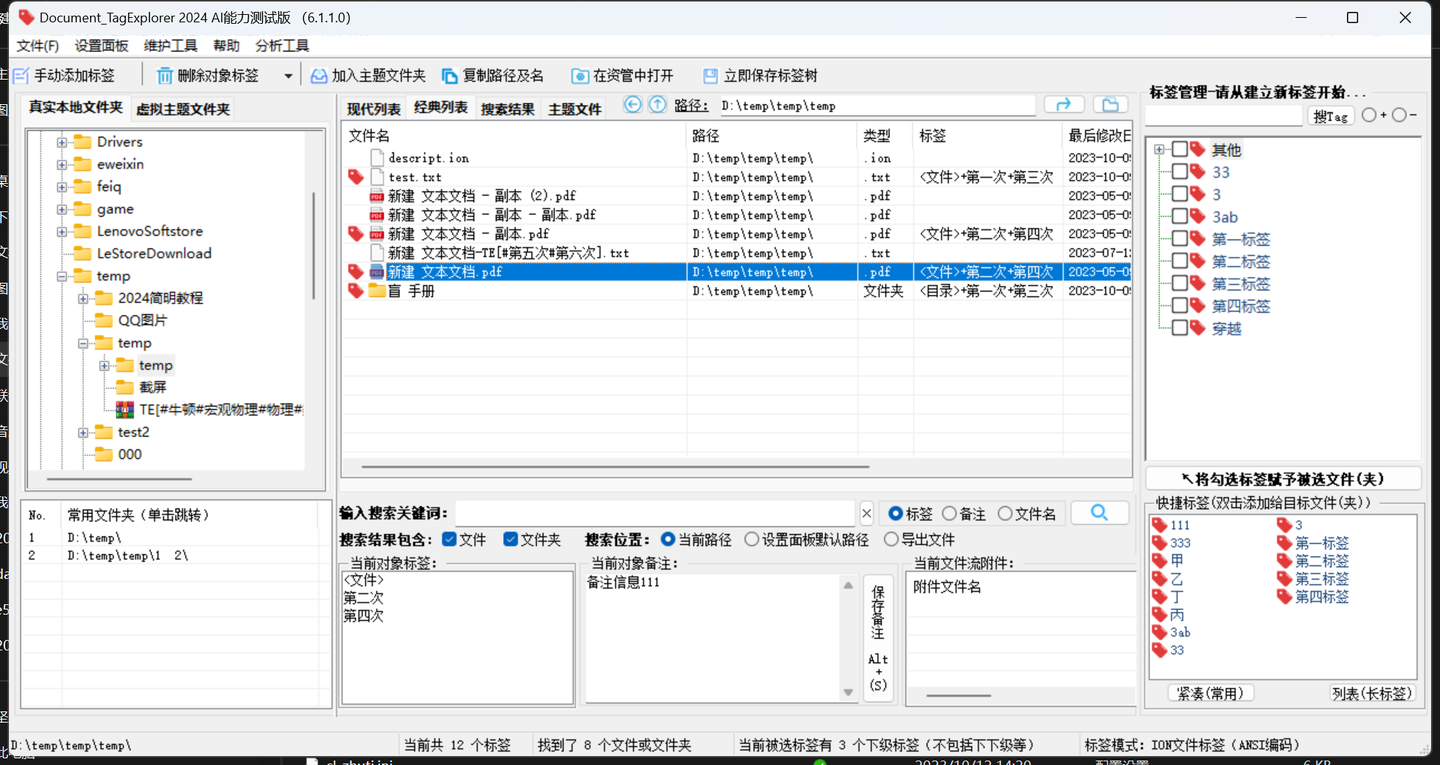 Document_TagExplorer 2024 AI能力测试版 （6.1.1.0）
文件(F) 设置面板 维护工具 帮助 分析工具
手动添加标签 删除对象标签 加入主题文件夹 复制路径及名 在资管中打开 立即保存标签树
真实本地文件夹 虚拟主题文件夹
Drivers
eweixin
feiq
game
LenovoSoftstore
LeStoreDownload
temp
2024简明教程
QQ图片
temp
temp
截屏
TE[#牛顿#宏观物理#物理#
test2
000
No. 常用文件夹（单击跳转）
1 D:\temp\
2 D:\temp\temp\1 2\
现代列表 经典列表 搜索结果 主题文件 路径: D:\temp\temp\temp
文件名 路径 类型 标签 最后修改日
descript.ion D:\temp\temp\temp\ .ion 2023-10-09
test.txt D:\temp\temp\temp\ .txt <文件>+第一次+第三次 2023-10-09
新建 文本文档 - 副本 (2).pdf D:\temp\temp\temp\ .pdf 2023-05-09
新建 文本文档 - 副本 - 副本.pdf D:\temp\temp\temp\ .pdf 2023-05-09
新建 文本文档 - 副本.pdf D:\temp\temp\temp\ .pdf <文件>+第二次+第四次 2023-05-09
新建 文本文档-TE[#第五次#第六次].txt D:\temp\temp\temp\ .txt 2023-07-1
新建 文本文档.pdf D:\temp\temp\temp\ .pdf <文件>+第二次+第四次 2023-05-09
盲 手册 D:\temp\temp\temp\ 文件夹 <目录>+第一次+第三次 2023-10-09
输入搜索关键词: 标签 备注 文件名
搜索结果包含: 文件 文件夹 搜索位置: 当前路径 设置面板默认路径 导出文件
当前对象标签:
<文件>
第二次
第四次
当前对象备注:
备注信息111
保存备注
Alt
+
(S)
当前文件流附件:
附件文件名
标签管理-请从建立新标签开始...
搜Tag + -
其他
33
3
3ab
第一标签
第二标签
第三标签
第四标签
穿越
↖将勾选标签赋予被选文件(夹)
快捷标签(双击添加给目标文件(夹))
111
333
甲
乙
丁
丙
3ab
33
3
第一标签
第二标签
第三标签
第四标签
紧凑(常用) 列表(长标签)
D:\temp\temp\temp\ 当前共 12 个标签 找到了 8 个文件或文件夹 当前被选标签有 3 个下级标签（不包括下下级等） 标签模式: ION文件标签（ANSI编码）